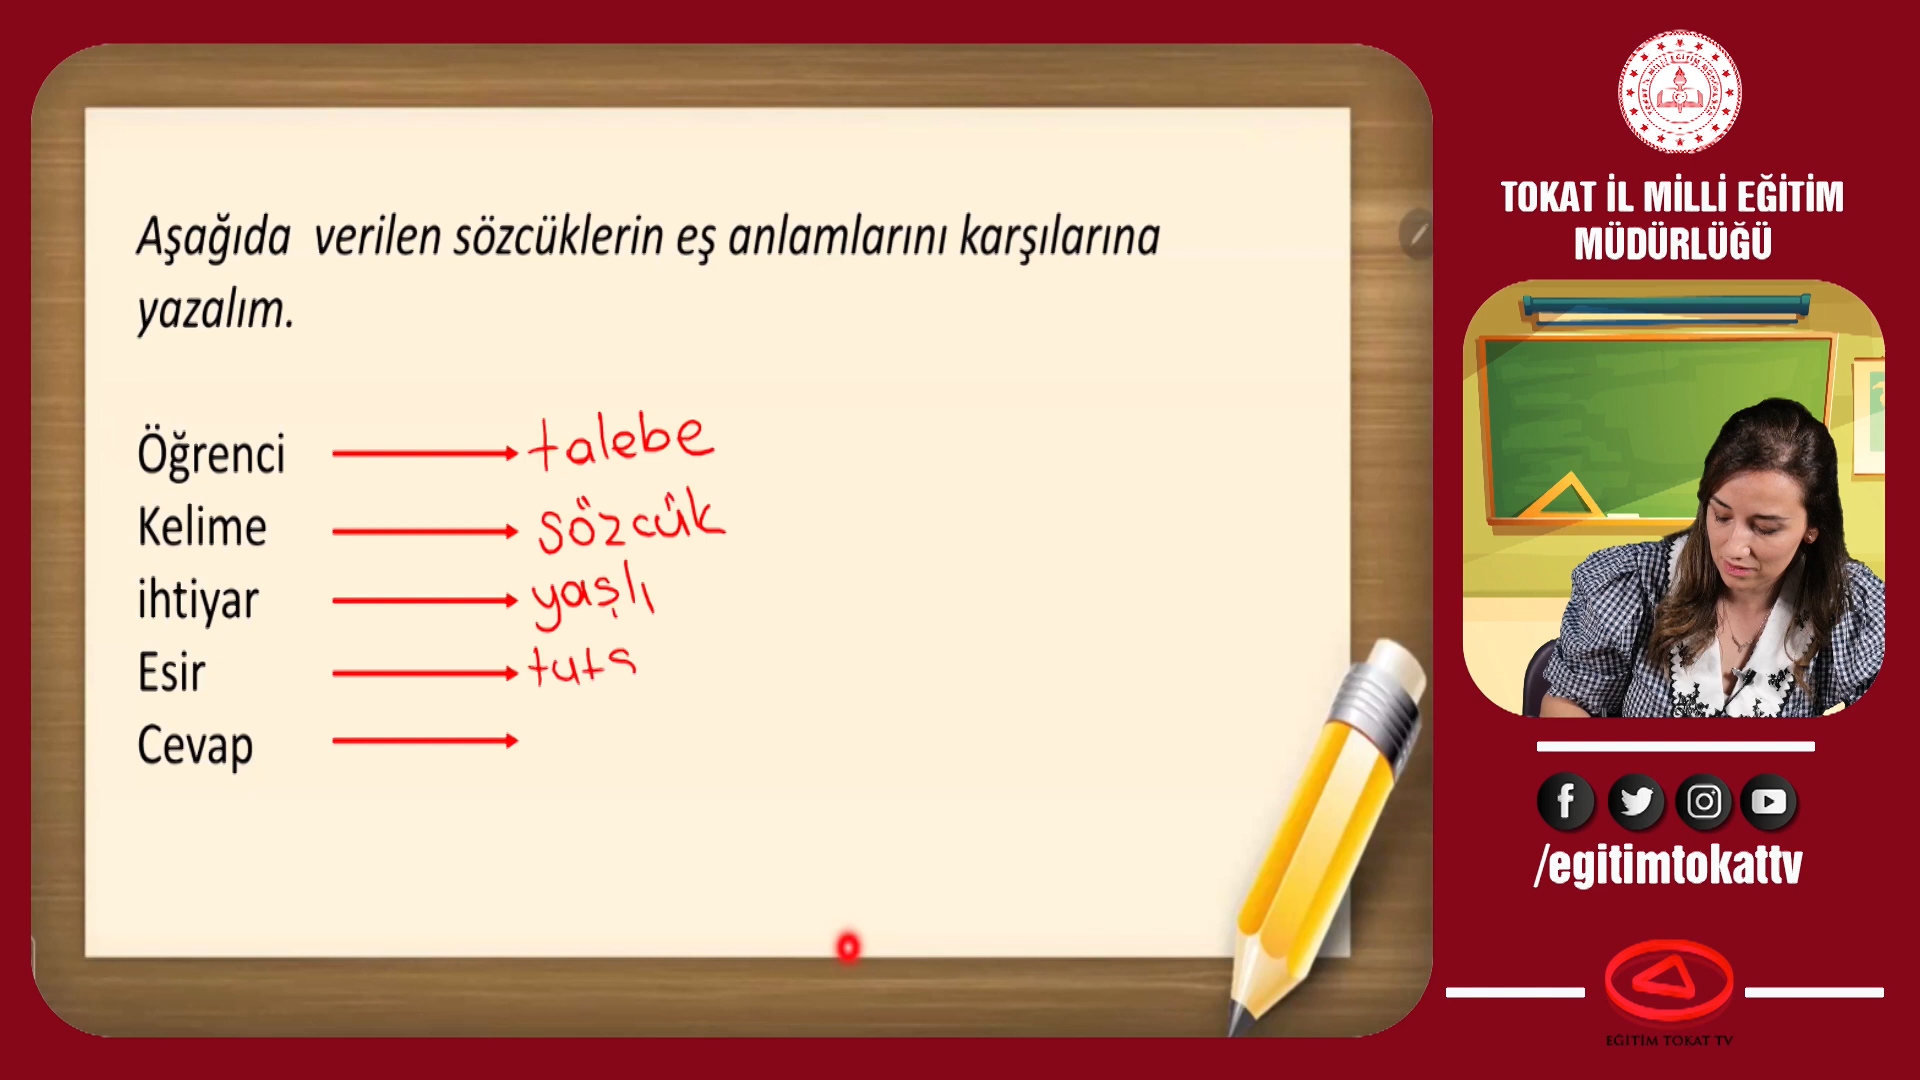 Aşağıda verilen sözcüklerin eş anlamlarını karşılarına
yazalım.
Öğrenci talebe
Kelime sözcük
ihtiyar yaşlı
Esir tuts
Cevap
TOKAT İL MİLLİ EĞİTİM
MÜDÜRLÜĞÜ
/egitimtokattv
EĞİTİM TOKAT TV